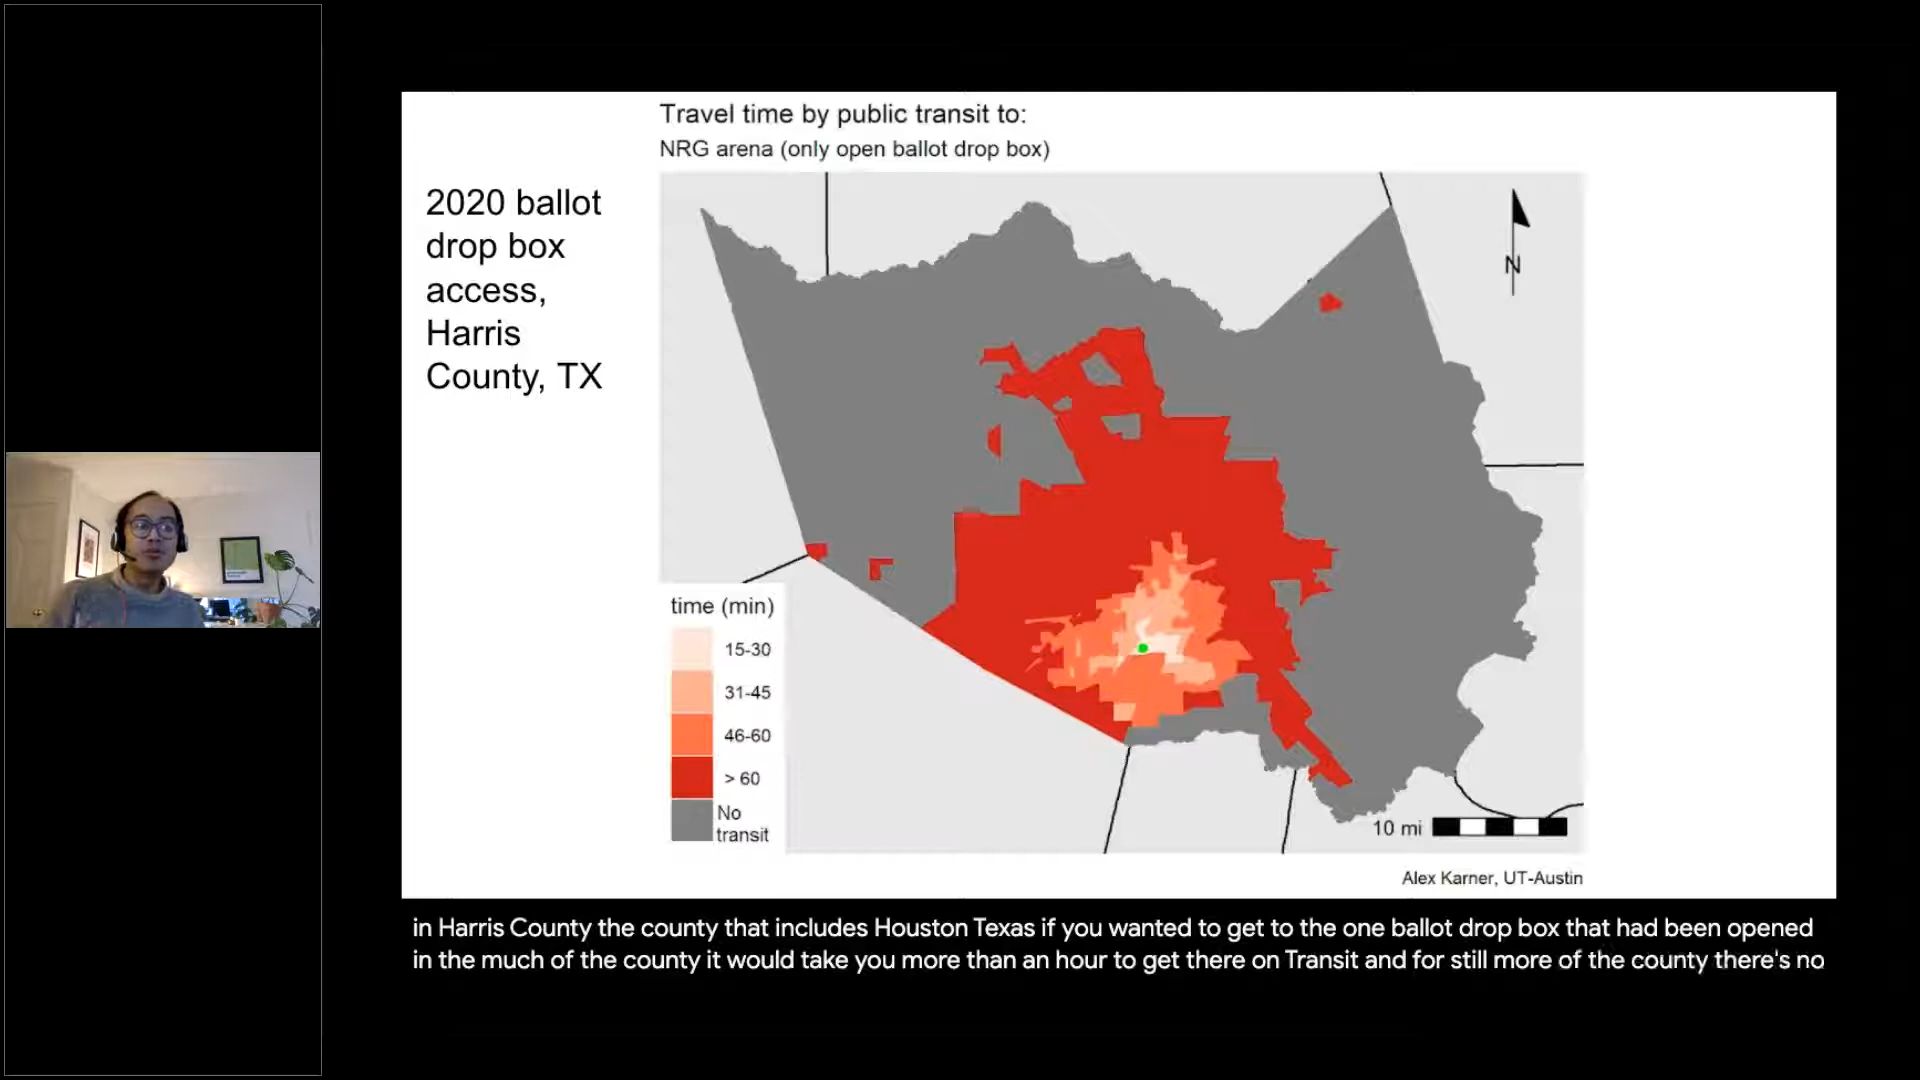 Travel time by public transit to:
NRG arena (only open ballot drop box)
2020 ballot
drop box
access,
Harris
County, TX
N
time (min)
15-30
31-45
46-60
> 60
No
transit
10 mi
Alex Karner, UT-Austin
in Harris County the county that includes Houston Texas if you wanted to get to the one ballot drop box that had been opened
in the much of the county it would take you more than an hour to get there on Transit and for still more of the county there's no